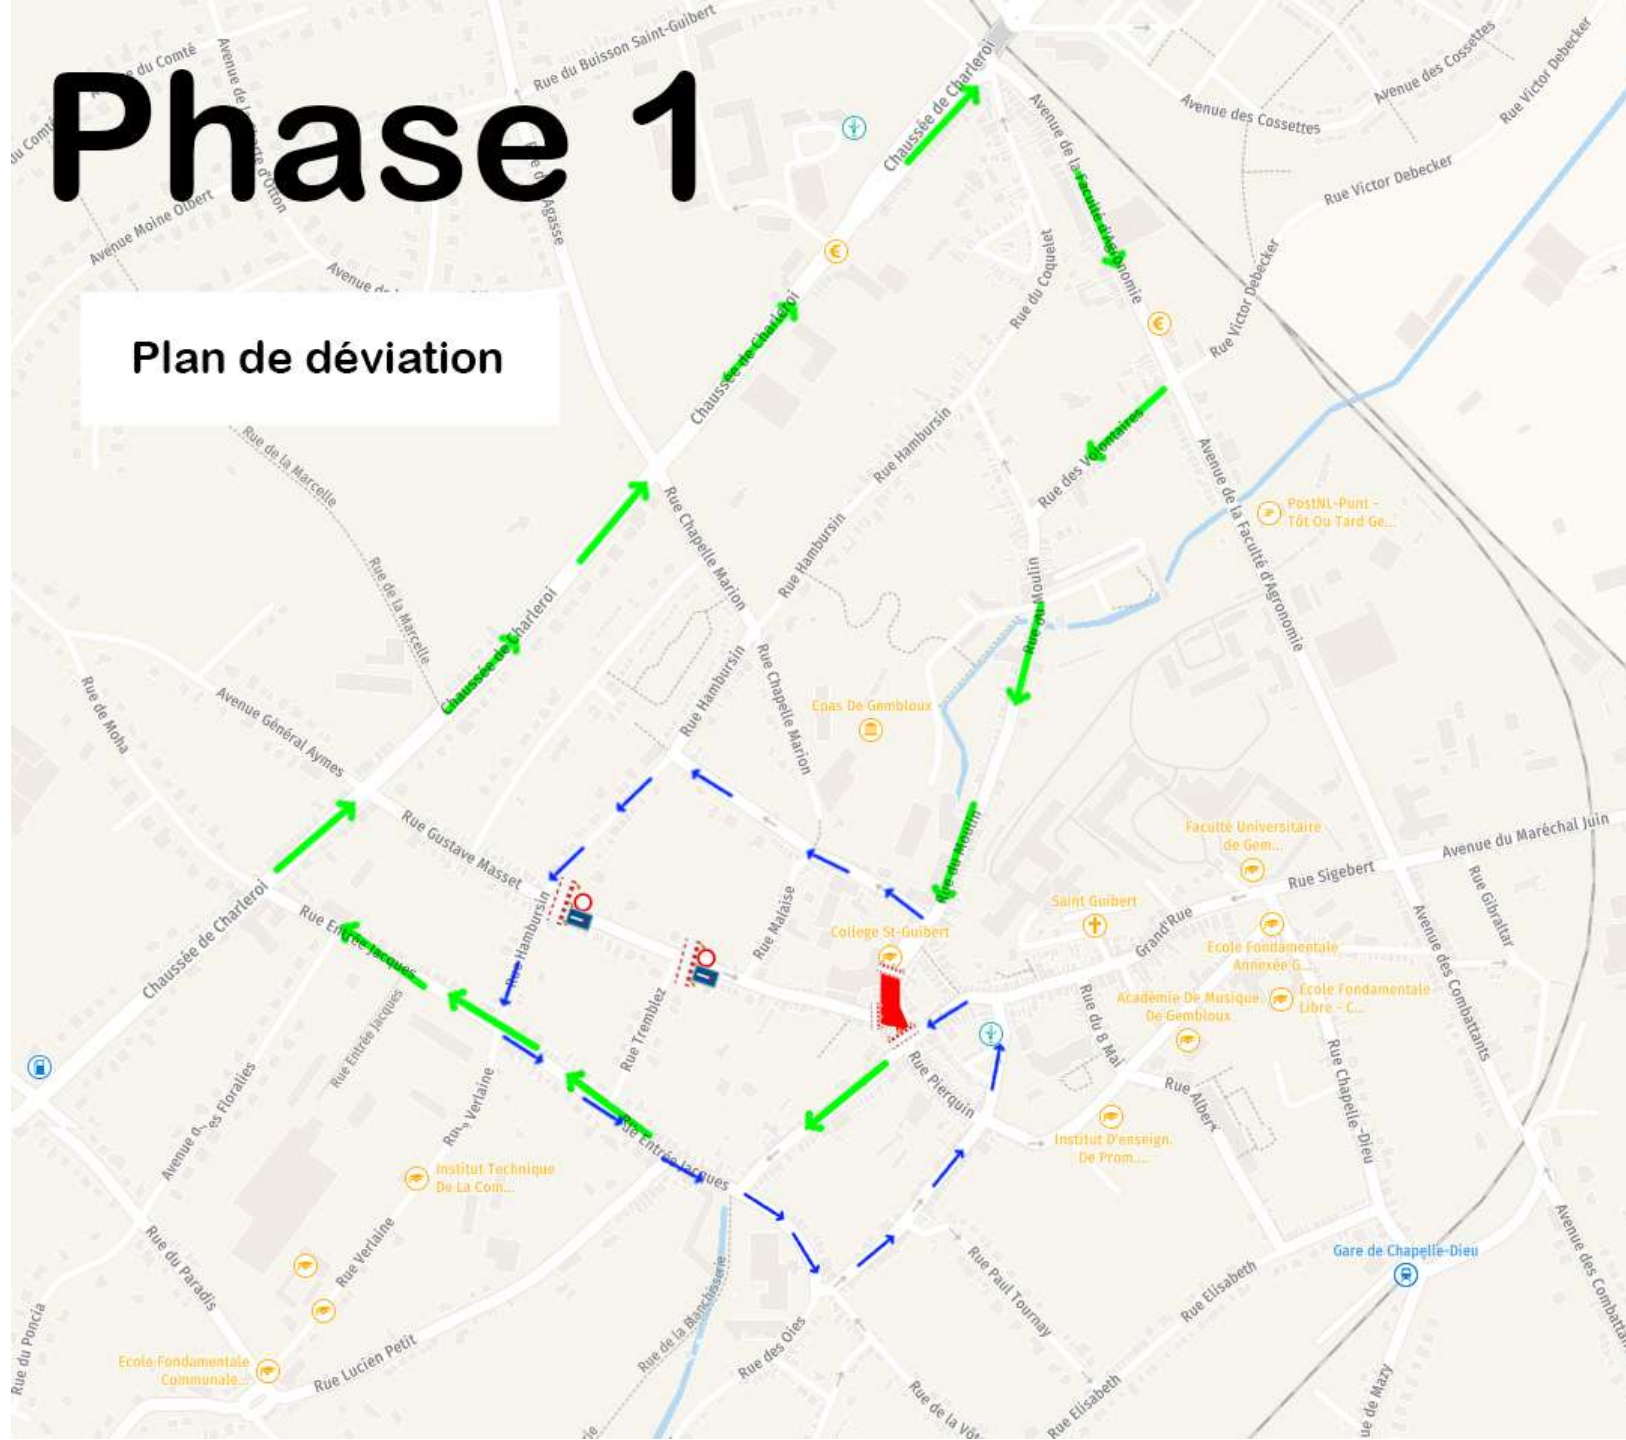 Phase 1
Plan de déviation
Rue du Comté
Rue du Buisson Saint-Guibert
Avenue Moine Olbert
Chaussée de Charleroi
Avenue de la Faculté d'Agronomie
Avenue des Cossettes
Avenue des Cossettes
Rue Victor Debecker
Rue Victor Debecker
Rue Victor Debecker
Rue du Coquelet
Chaussée de Charleroi
Rue de la Marcelle
Rue Hambursin
Rue des Volontaires
Avenue de la Faculté d'Agronomie
PostNL-Punt -
Tôt Ou Tard Ge...
Rue Chapelle Marion
Rue Hambursin
Rue de la Marcelle
Chaussée de Charleroi
Rue du Moulin
Rue de Moha
Avenue Général Aymes
Rue Hambursin
Rue Chapelle Marion
Epas De Gembloux
Rue Gustave Masset
Rue du Moulin
Faculté Universitaire
de Gem...
Avenue du Maréchal Juin
Rue Sigebert
Rue Gibraltar
Chaussée de Charleroi
Rue Entrée Jacques
Rue Hambursin
Rue Malaise
College St-Guibert
Saint Guibert
Grand'Rue
Ecole Fondamentale
Annexée G...
Avenue des Combattants
Académie De Musique
De Gembloux
École Fondamentale
Libre - C...
Rue Entrée Jacques
Rue Tremblez
Rue Pierquin
Rue du 8 Mai
Rue Albert
Rue Chapelle-Dieu
Institut D'enseign.
De Prom....
Rue Verlaine
Rue Entrée Jacques
Institut Technique
De La Com...
Rue Verlaine
Rue du Paradis
Rue du Poncia
Rue de la Blanchisserie
Rue des Oies
Rue Paul Tournay
Rue Elisabeth
Gare de Chapelle-Dieu
Avenue des Combattan
Ecole Fondamentale
Communale...
Rue Lucien Petit
Rue Elisabeth
ue de Mazy